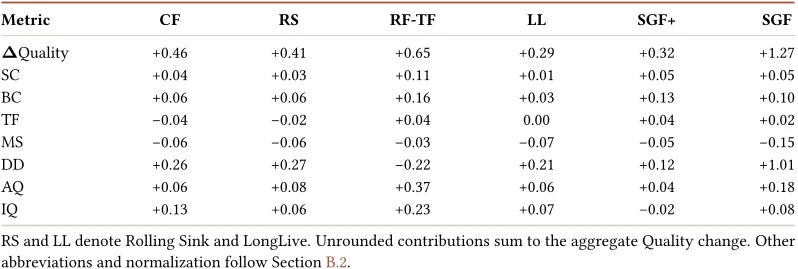 Metric CF RS RF-TF LL SGF+ SGF
ΔQuality +0.46 +0.41 +0.65 +0.29 +0.32 +1.27
SC +0.04 +0.03 +0.11 +0.01 +0.05 +0.05
BC +0.06 +0.06 +0.16 +0.03 +0.13 +0.10
TF −0.04 −0.02 +0.04 0.00 +0.04 +0.02
MS −0.06 −0.06 −0.03 −0.07 −0.05 −0.15
DD +0.26 +0.27 −0.22 +0.21 +0.12 +1.01
AQ +0.06 +0.08 +0.37 +0.06 +0.04 +0.18
IQ +0.13 +0.06 +0.23 +0.07 −0.02 +0.08
RS and LL denote Rolling Sink and LongLive. Unrounded contributions sum to the aggregate Quality change. Other
abbreviations and normalization follow Section B.2.